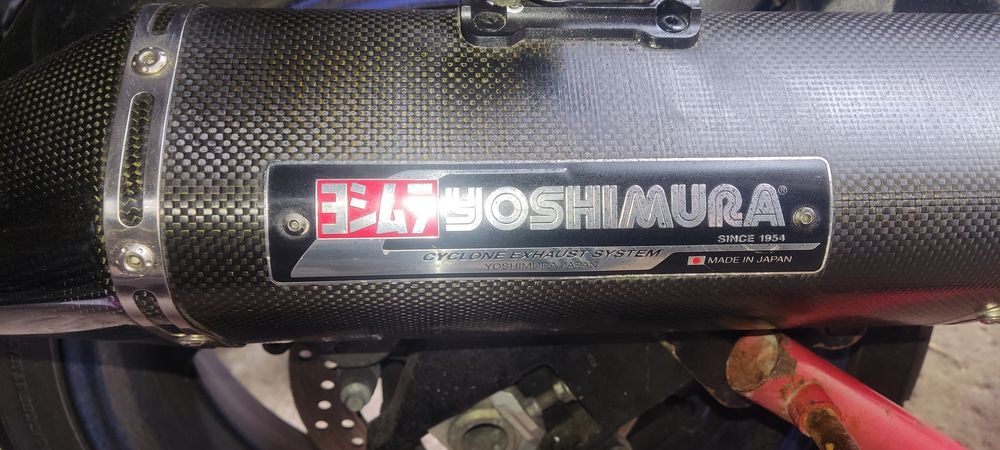 ヨシムラ YOSHIMURA®
SINCE 1954
CYCLONE EXHAUST SYSTEM
YOSHIMURA JAPAN
MADE IN JAPAN